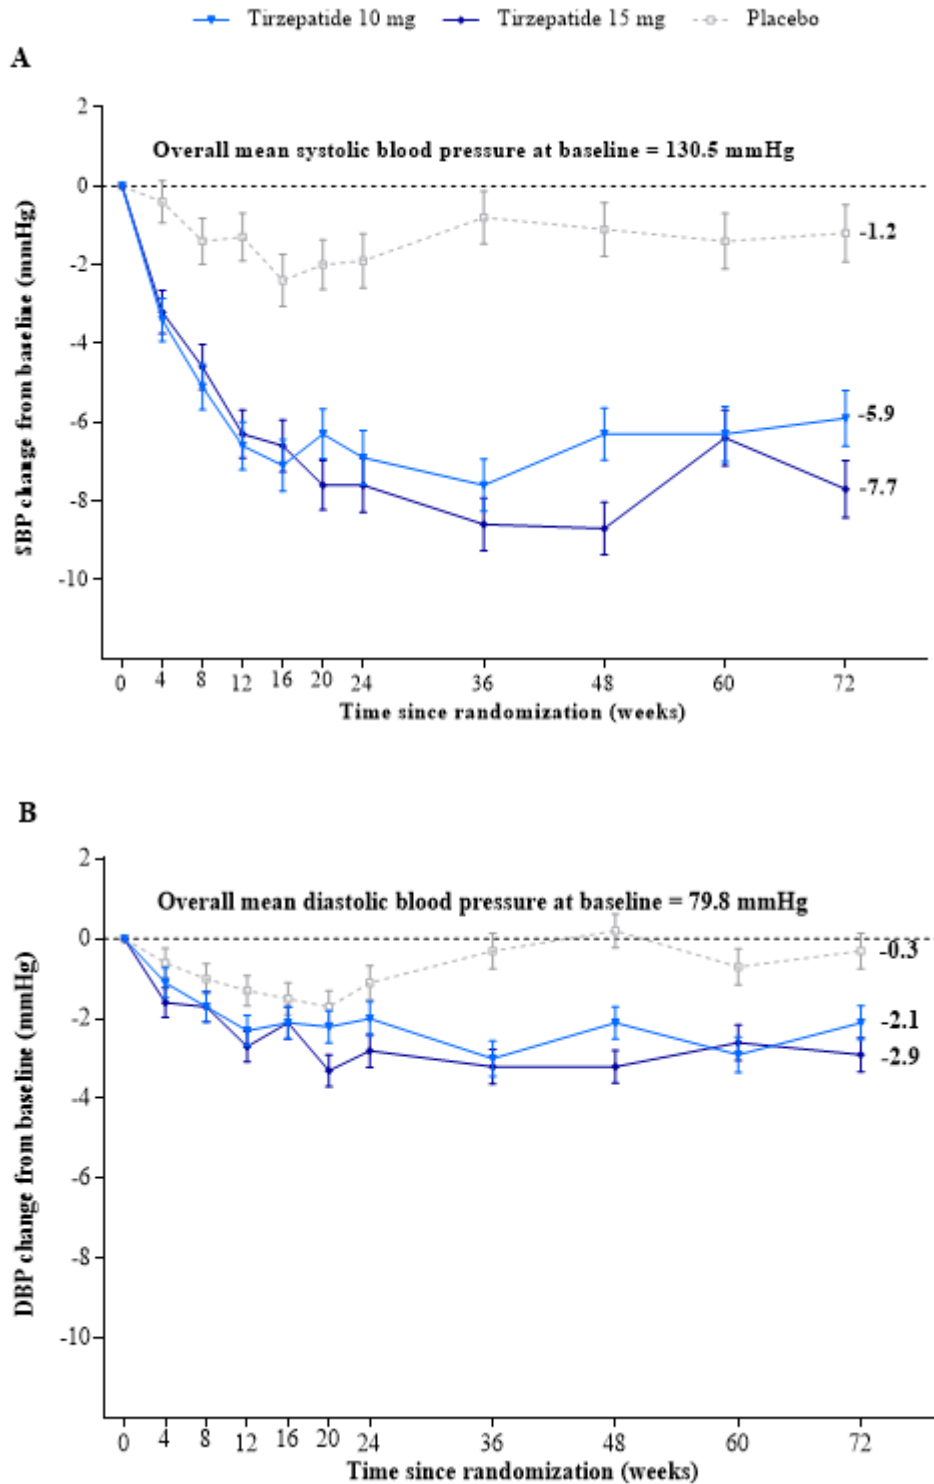 Tirzepatide 10 mg Tirzepatide 15 mg Placebo
A
2
Overall mean systolic blood pressure at baseline = 130.5 mmHg
0
-1.2
-2
-4
-5.9
-6
-7.7
-8
-10
SBP change from baseline (mmHg)
0 4 8 12 16 20 24 36 48 60 72
Time since randomization (weeks)
B
2
Overall mean diastolic blood pressure at baseline = 79.8 mmHg
0
-0.3
-2
-2.1
-2.9
-4
-6
-8
-10
DBP change from baseline (mmHg)
0 4 8 12 16 20 24 36 48 60 72
Time since randomization (weeks)